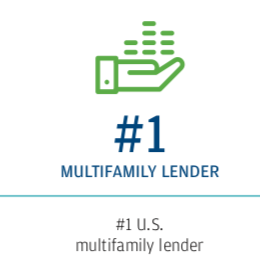 #1
MULTIFAMILY LENDER
#1 U.S.
multifamily lender